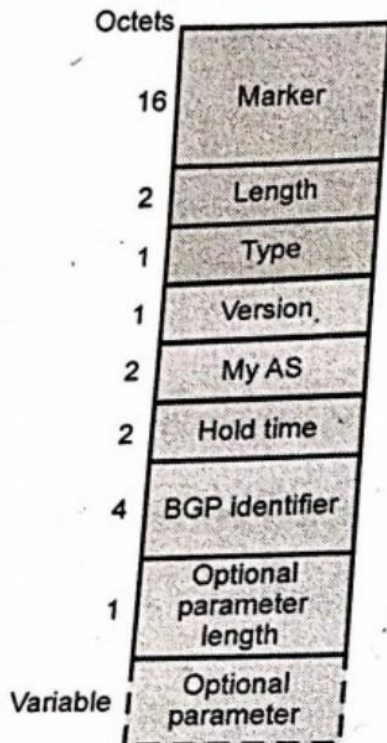 Octets
16 Marker
2 Length
1 Type
1 Version
2 My AS
2 Hold time
4 BGP identifier
Optional
1 parameter
length
Variable Optional
parameter